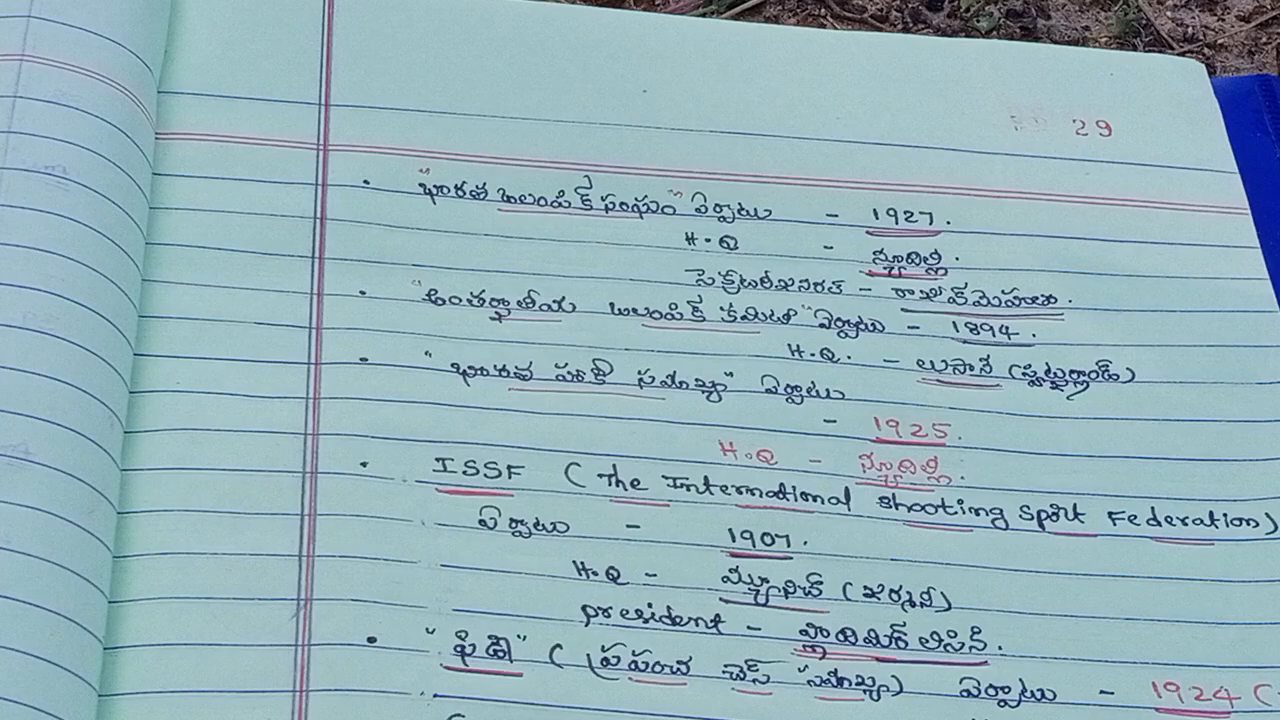 29
• "భారత ఒలంపిక్ సంఘం" ఏర్పాటు - 1927.
H.Q - న్యూఢిల్లీ.
సెక్రటరీజనరల్ - రాజీవ్ మెహతా.
• "అంతర్జాతీయ ఒలంపిక్ కమిటీ" ఏర్పాటు - 1894.
H.Q. - లుసానే (స్విట్జర్లాండ్)
• "భారత హాకీ సమాఖ్య" ఏర్పాటు
- 1925.
H.Q - న్యూఢిల్లీ.
• ISSF (the International shooting sport Federation)
ఏర్పాటు - 1907.
H.Q - మ్యూనిచ్ (జర్మనీ)
president - వ్లాదిమిర్ లిసిన్.
• "ఫిడే" (ప్రపంచ చెస్ "సమాఖ్య) ఏర్పాటు - 1924 (